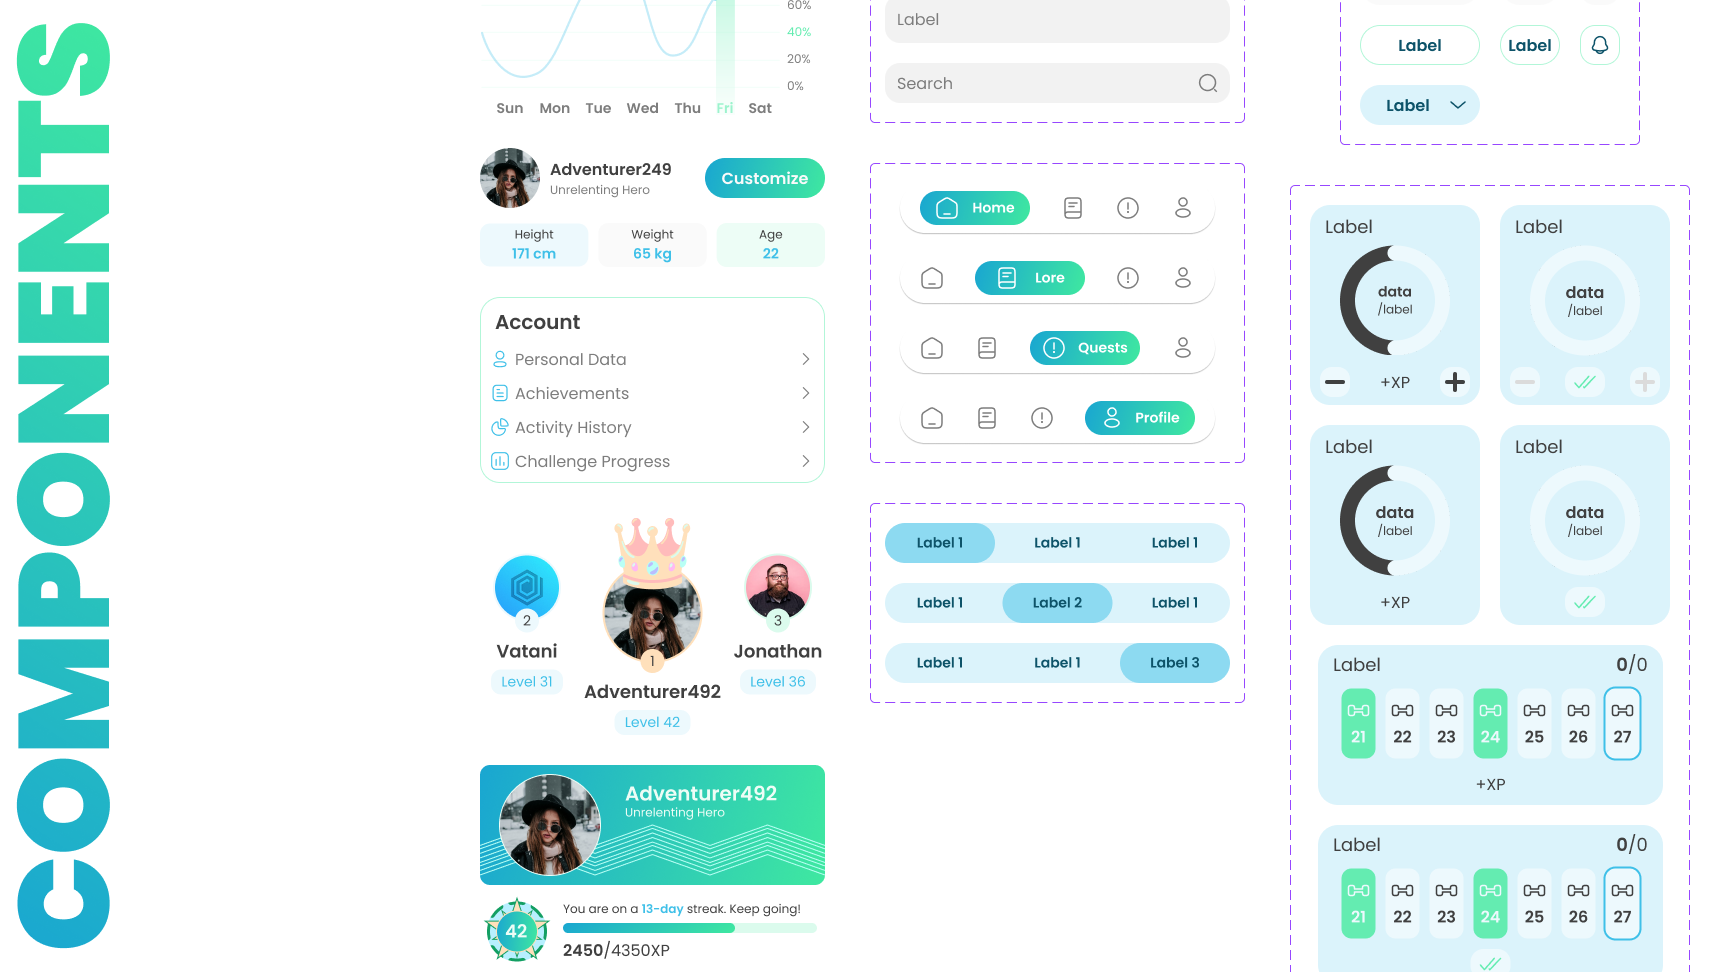 COMPONENTS
60%
40%
20%
0%
Sun Mon Tue Wed Thu Fri Sat
Adventurer249
Unrelenting Hero
Customize
Height
171 cm
Weight
65 kg
Age
22
Account
Personal Data
Achievements
Activity History
Challenge Progress
2
Vatani
Level 31
1
Adventurer492
Level 42
3
Jonathan
Level 36
Adventurer492
Unrelenting Hero
42
You are on a 13-day streak. Keep going!
2450/4350XP
Label
Search
Home
Lore
Quests
Profile
Label 1 Label 1 Label 1
Label 1 Label 2 Label 1
Label 1 Label 1 Label 3
Label Label
Label
Label
data
/label
+XP
Label
data
/label
Label
data
/label
+XP
Label
data
/label
Label 0/0
21 22 23 24 25 26 27
+XP
Label 0/0
21 22 23 24 25 26 27